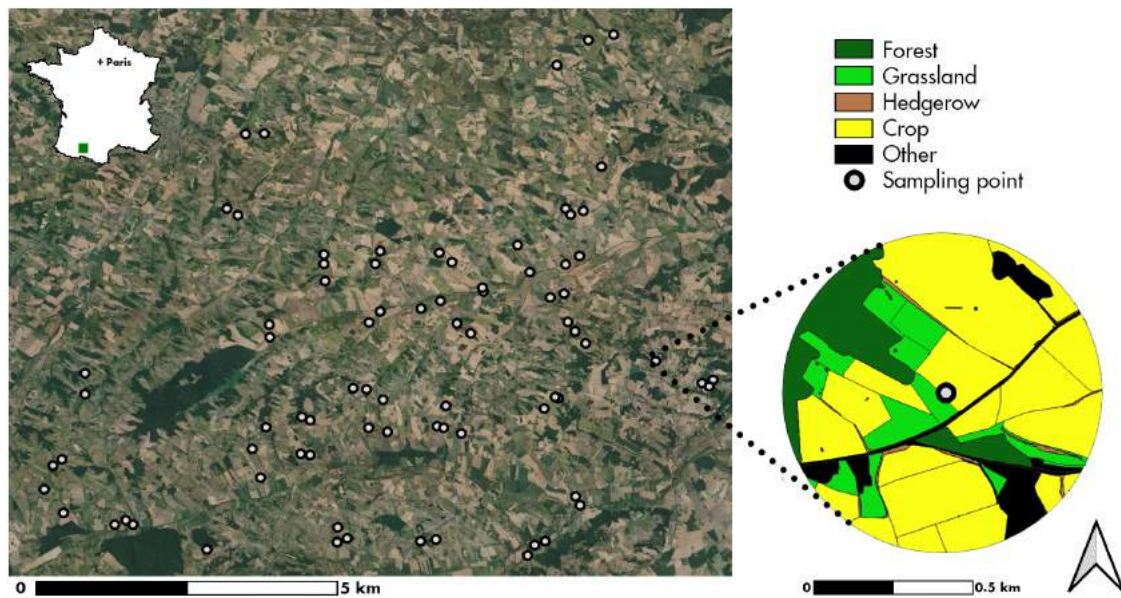 + Paris
Forest
Grassland
Hedgerow
Crop
Other
Sampling point
0 5 km
0 0.5 km